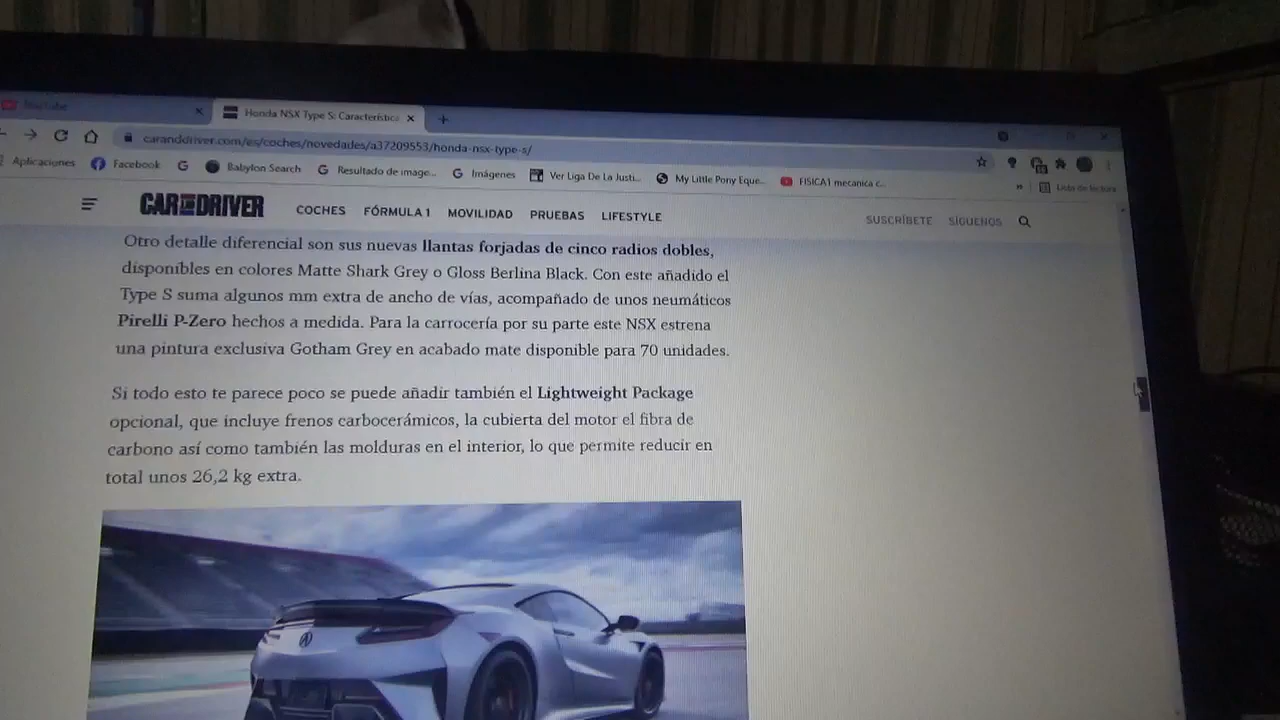 YouTube
Honda NSX Type S: Característica
caranddriver.com/es/coches/novedades/a37209553/honda-nsx-type-s/
Aplicaciones Facebook Babylon Search Resultado de image... Imágenes Ver Liga De La Justi... My Little Pony Eque... FISICA1 mecanica c... » Lista de lectura
CAR AND DRIVER COCHES FÓRMULA 1 MOVILIDAD PRUEBAS LIFESTYLE SUSCRÍBETE SÍGUENOS
Otro detalle diferencial son sus nuevas llantas forjadas de cinco radios dobles,
disponibles en colores Matte Shark Grey o Gloss Berlina Black. Con este añadido el
Type S suma algunos mm extra de ancho de vías, acompañado de unos neumáticos
Pirelli P-Zero hechos a medida. Para la carrocería por su parte este NSX estrena
una pintura exclusiva Gotham Grey en acabado mate disponible para 70 unidades.
Si todo esto te parece poco se puede añadir también el Lightweight Package
opcional, que incluye frenos carbocerámicos, la cubierta del motor el fibra de
carbono así como también las molduras en el interior, lo que permite reducir en
total unos 26,2 kg extra.